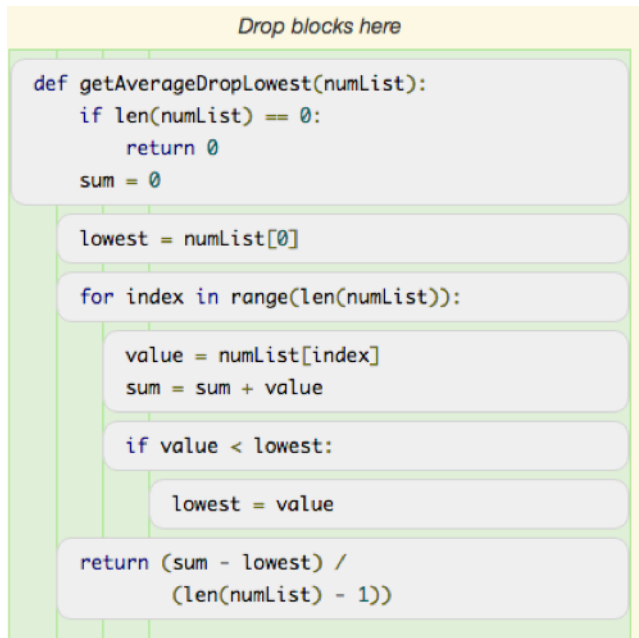 Drop blocks here
def getAverageDropLowest(numList):
    if len(numList) == 0:
        return 0
    sum = 0
    lowest = numList[0]
    for index in range(len(numList)):
        value = numList[index]
        sum = sum + value
        if value < lowest:
            lowest = value
    return (sum - lowest) /
            (len(numList) - 1))